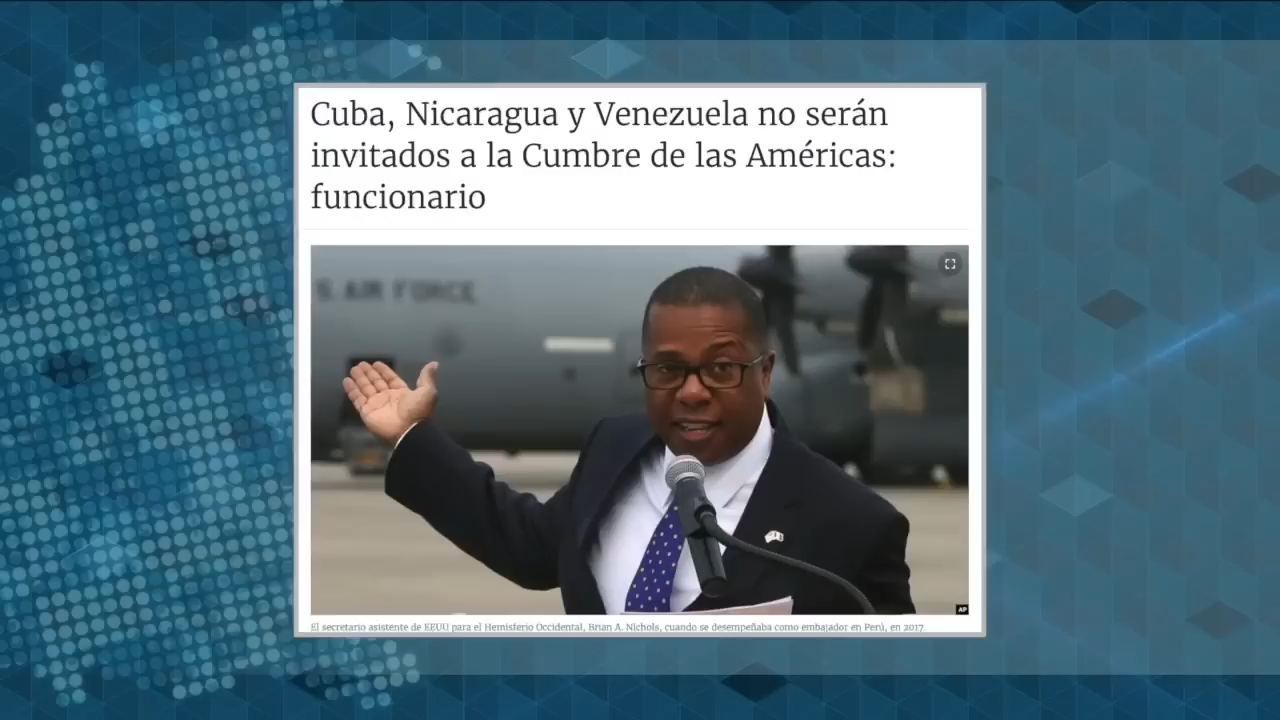 Cuba, Nicaragua y Venezuela no serán
invitados a la Cumbre de las Américas:
funcionario
S. AIR FORCE
AP
El secretario asistente de EEUU para el Hemisferio Occidental, Brian A. Nichols, cuando se desempeñaba como embajador en Perú, en 2017.